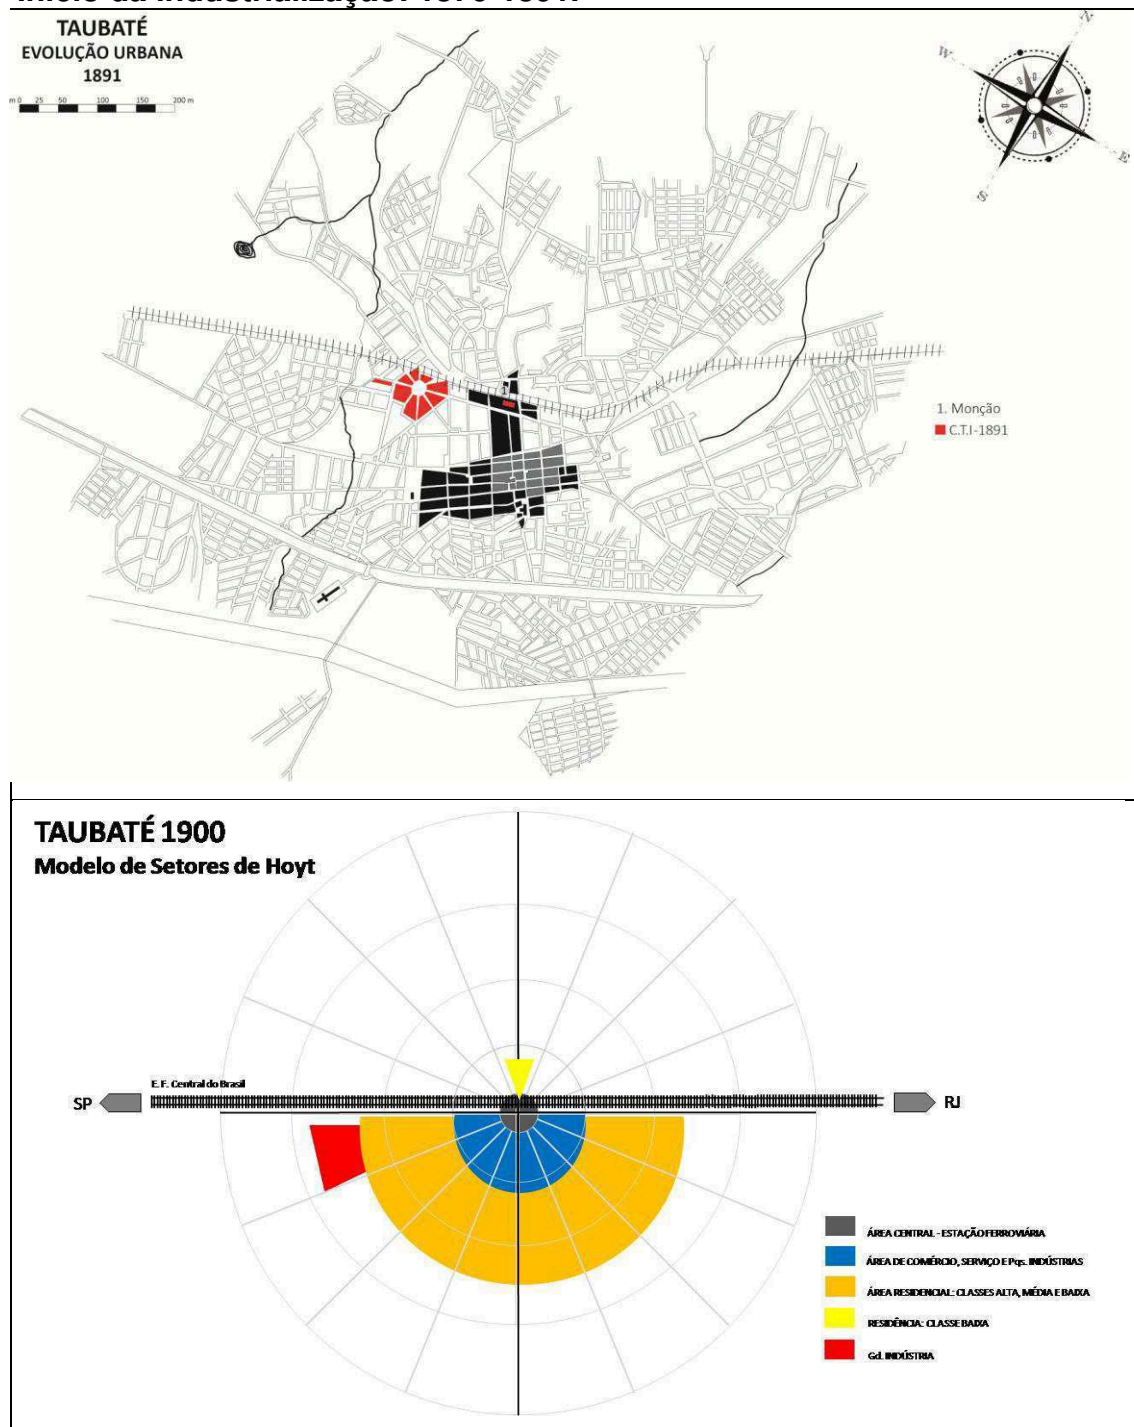 TAUBATÉ
EVOLUÇÃO URBANA
1891
m 0 25 50 100 150 200 m
N
W
E
S
1
1. Monção
C.T.I-1891
TAUBATÉ 1900
Modelo de Setores de Hoyt
E. F. Central do Brasil
SP
RJ
ÁREA CENTRAL - ESTAÇÃO FERROVIÁRIA
ÁREA DE COMÉRCIO, SERVIÇO E Pqs. INDÚSTRIAS
ÁREA RESIDENCIAL: CLASSES ALTA, MÉDIA E BAIXA
RESIDÊNCIA: CLASSE BAIXA
Gd. INDÚSTRIA